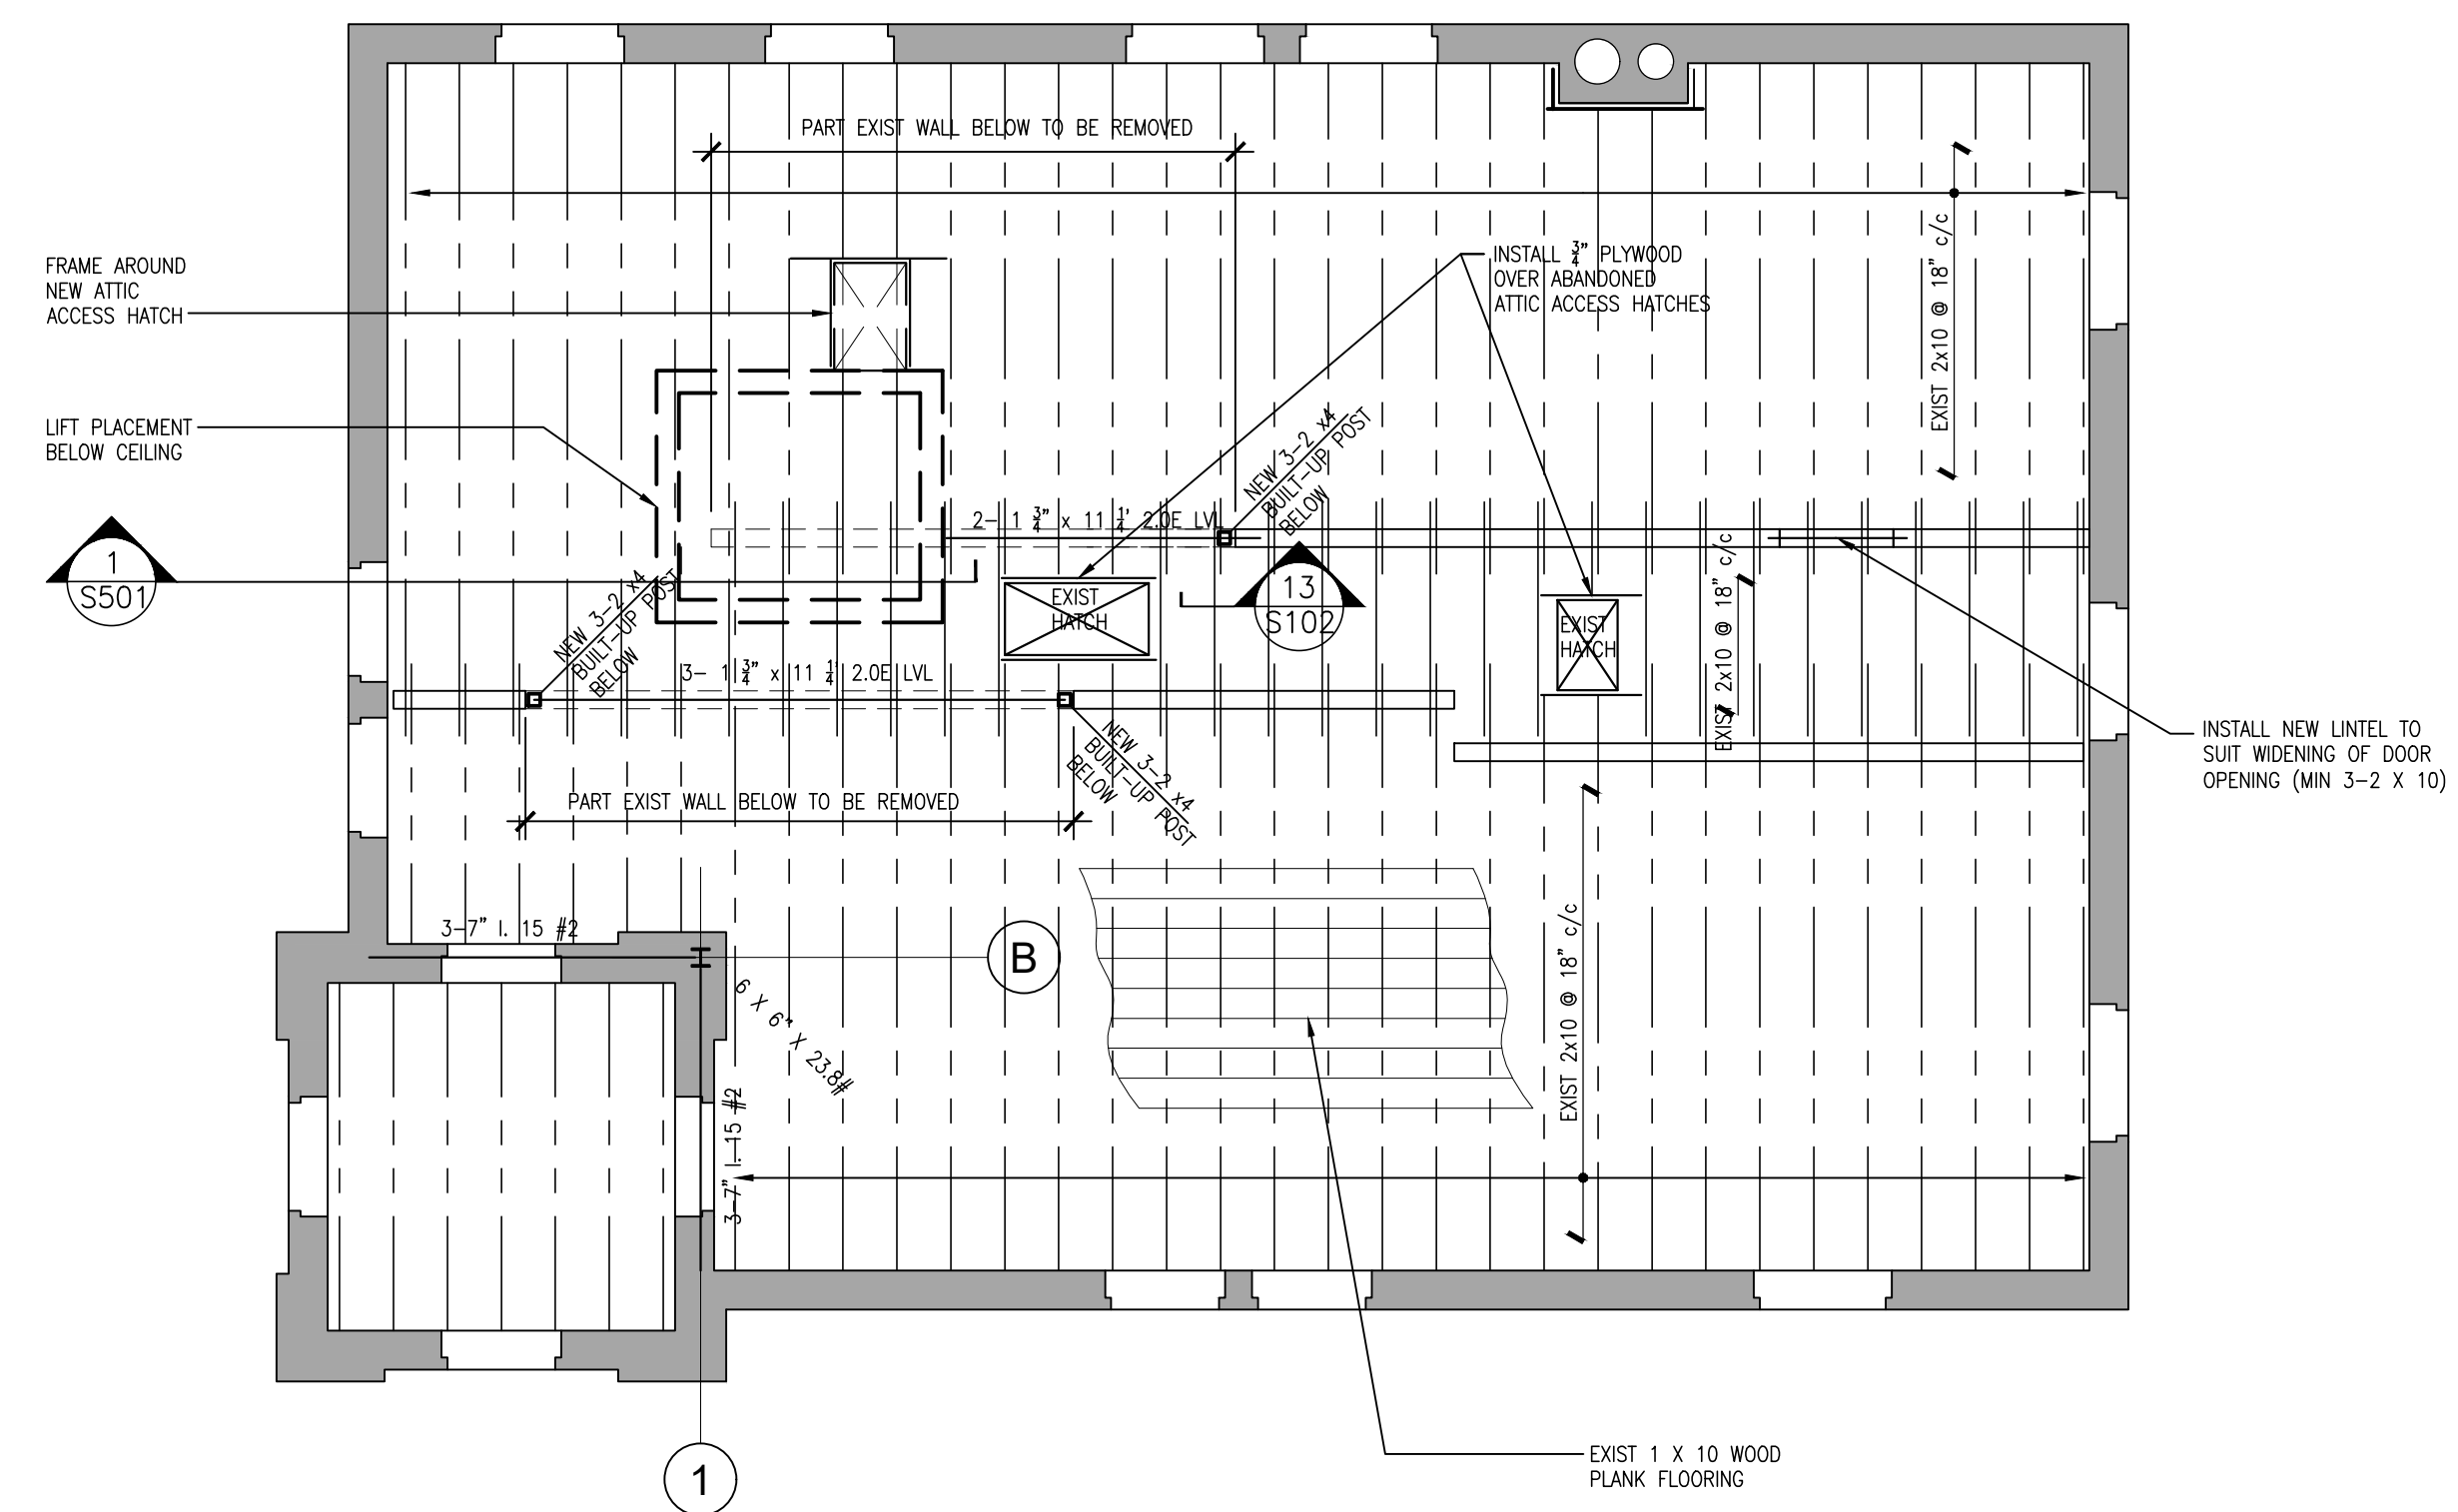 PART EXIST WALL BELOW TO BE REMOVED
FRAME AROUND
NEW ATTIC
ACCESS HATCH
INSTALL 3/4" PLYWOOD
OVER ABANDONED
ATTIC ACCESS HATCHES
EXIST 2x10 @ 18" c/c
LIFT PLACEMENT
BELOW CEILING
NEW 3-2 x4
BUILT-UP POST
BELOW
2- 1 3/4" x 11 1/4' 2.0E LVL
1
S501
EXIST
HATCH
13
S102
EXIST
HATCH
EXIST 2x10 @ 18" c/c
NEW 3-2 x4
BUILT-UP POST
BELOW
3- 1 3/4" x 11 1/4' 2.0E LVL
INSTALL NEW LINTEL TO
SUIT WIDENING OF DOOR
OPENING (MIN 3-2 X 10)
NEW 3-2 x4
BUILT-UP POST
BELOW
PART EXIST WALL BELOW TO BE REMOVED
3-7" I. 15 #2
B
6 X 6" X 23.8#
3-7" I. 15 #2
EXIST 2x10 @ 18" c/c
EXIST 1 X 10 WOOD
PLANK FLOORING
1